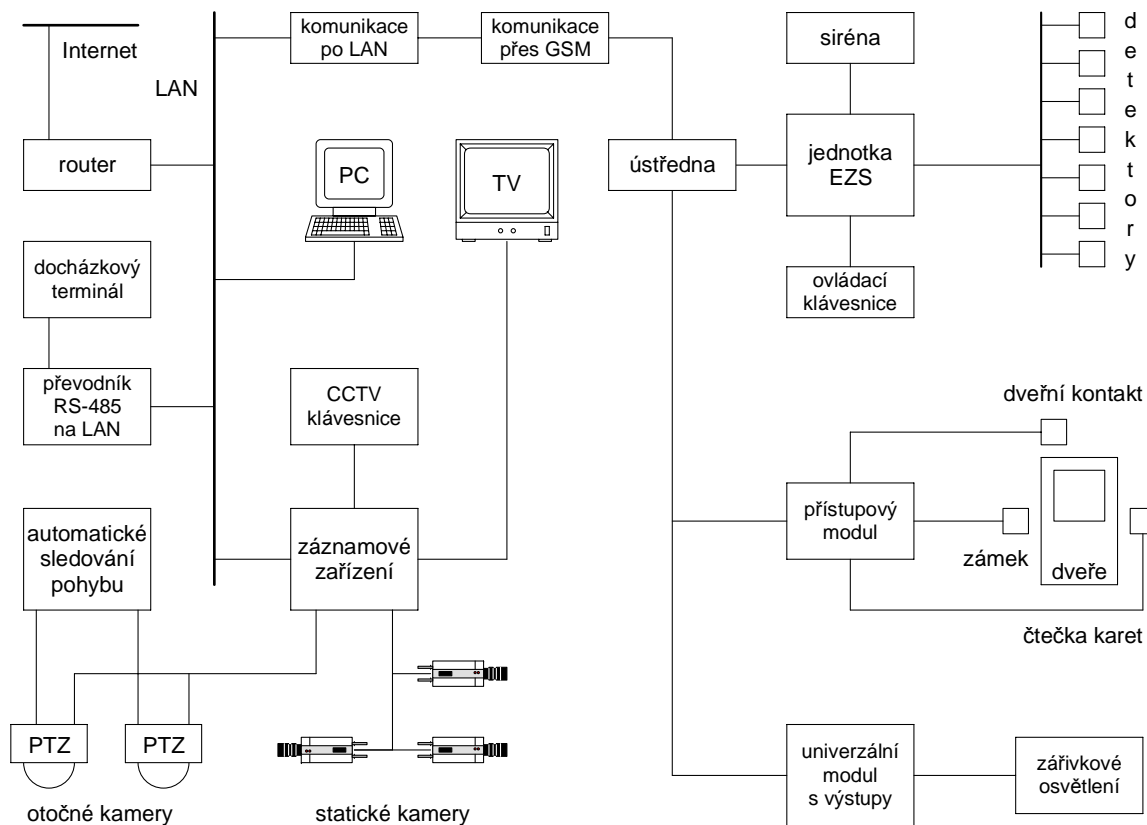 Internet
LAN
router
docházkový
terminál
převodník
RS-485
na LAN
automatické
sledování
pohybu
PTZ
PTZ
otočné kamery
komunikace
po LAN
komunikace
přes GSM
PC
TV
CCTV
klávesnice
záznamové
zařízení
statické kamery
ústředna
siréna
jednotka
EZS
ovládací
klávesnice
detektory
dveřní kontakt
přístupový
modul
zámek
dveře
čtečka karet
univerzální
modul
s výstupy
zářivkové
osvětlení